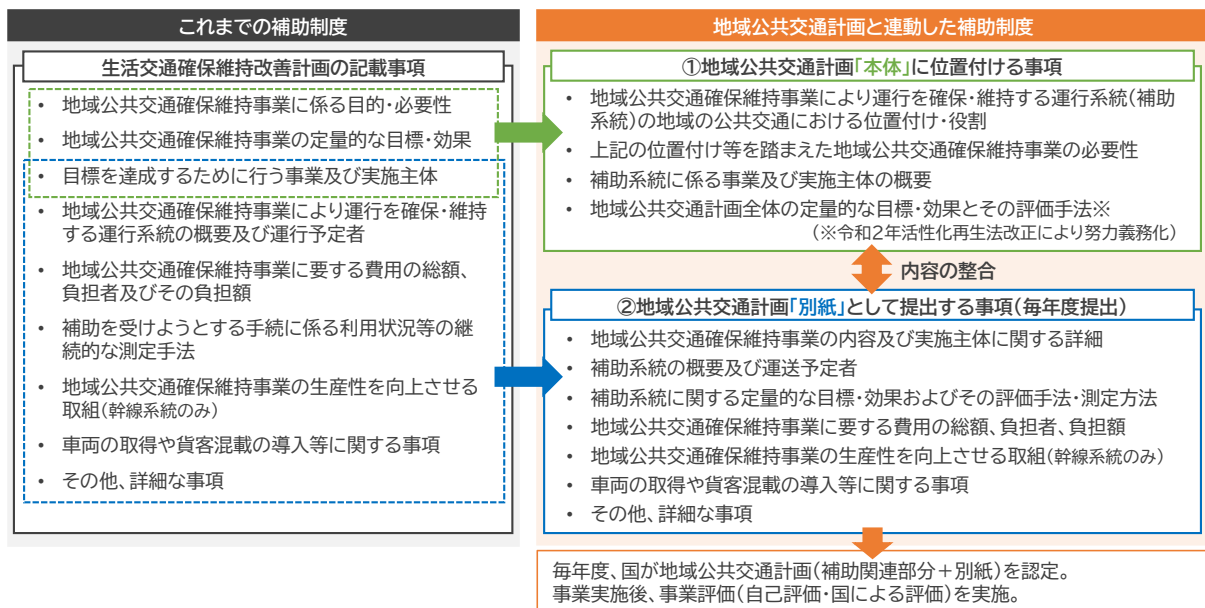 これまでの補助制度
生活交通確保維持改善計画の記載事項
• 地域公共交通確保維持事業に係る目的・必要性
• 地域公共交通確保維持事業の定量的な目標・効果
• 目標を達成するために行う事業及び実施主体
• 地域公共交通確保維持事業により運行を確保・維持
する運行系統の概要及び運行予定者
• 地域公共交通確保維持事業に要する費用の総額、
負担者及びその負担額
• 補助を受けようとする手続に係る利用状況等の継
続的な測定手法
• 地域公共交通確保維持事業の生産性を向上させる
取組(幹線系統のみ)
• 車両の取得や貨客混載の導入等に関する事項
• その他、詳細な事項
地域公共交通計画と連動した補助制度
①地域公共交通計画「本体」に位置付ける事項
• 地域公共交通確保維持事業により運行を確保・維持する運行系統(補助
系統)の地域の公共交通における位置付け・役割
• 上記の位置付け等を踏まえた地域公共交通確保維持事業の必要性
• 補助系統に係る事業及び実施主体の概要
• 地域公共交通計画全体の定量的な目標・効果とその評価手法※
(※令和2年活性化再生法改正により努力義務化)
内容の整合
②地域公共交通計画「別紙」として提出する事項(毎年度提出)
• 地域公共交通確保維持事業の内容及び実施主体に関する詳細
• 補助系統の概要及び運送予定者
• 補助系統に関する定量的な目標・効果およびその評価手法・測定方法
• 地域公共交通確保維持事業に要する費用の総額、負担者、負担額
• 地域公共交通確保維持事業の生産性を向上させる取組(幹線系統のみ)
• 車両の取得や貨客混載の導入等に関する事項
• その他、詳細な事項
毎年度、国が地域公共交通計画(補助関連部分+別紙)を認定。
事業実施後、事業評価(自己評価・国による評価)を実施。